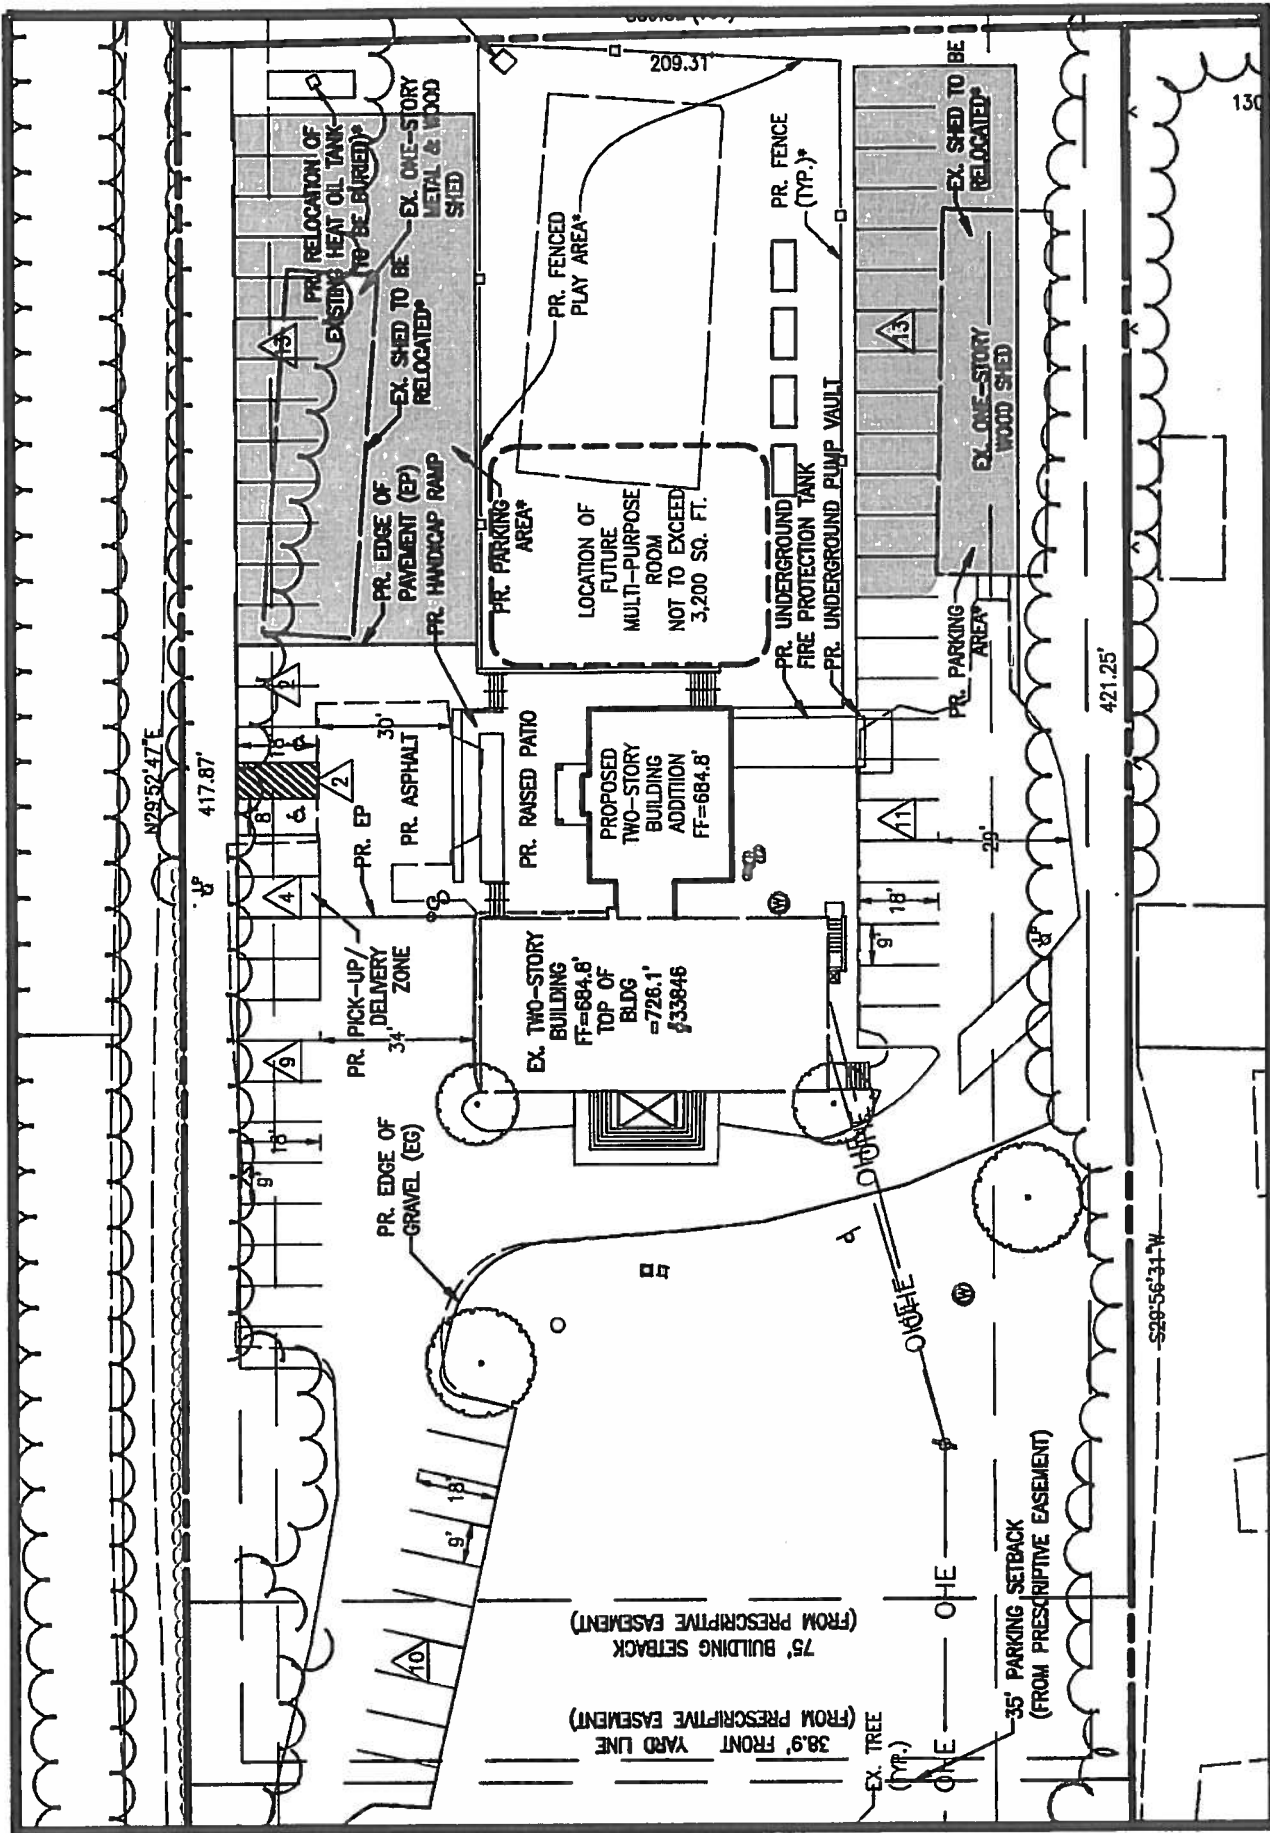 209.31'
130
PR. RELOCATION OF
EXISTING HEAT OIL TANK
(TO BE BURIED)*
EX. ONE-STORY
METAL & WOOD
SHED
EX. SHED TO BE
RELOCATED*
13
PR. EDGE OF
PAVEMENT (EP)
PR. HANDICAP RAMP
PR. PARKING
AREA*
PR. FENCED
PLAY AREA*
PR. FENCE
(TYP.)*
EX. SHED TO BE
RELOCATED*
13
EX. ONE-STORY
WOOD SHED
LOCATION OF
FUTURE
MULTI-PURPOSE
ROOM
NOT TO EXCEED
3,200 SQ. FT.
PR. UNDERGROUND
FIRE PROTECTION TANK
PR. UNDERGROUND PUMP VAULT
PR. PARKING
AREA*
421.25'
N29°52'47"E
417.87'
2
18'
30'
2
8'
PR. ASPHALT
PR. EP
PR. RAISED PATIO
PROPOSED
TWO-STORY
BUILDING
ADDITION
FF=684.8'
11
29'
18'
9'
W
LP
LP
4
PR. PICK-UP/
DELIVERY
ZONE
34'
9
EX. TWO-STORY
BUILDING
FF=684.8'
TOP OF
BLDG
=726.1'
#33846
18'
9'
PR. EDGE OF
GRAVEL (EG)
OHE
OHE
W
S29°56'31"W
18'
9'
10
75' BUILDING SETBACK
(FROM PRESCRIPTIVE EASEMENT)
38.9' FRONT YARD LINE
(FROM PRESCRIPTIVE EASEMENT)
OHE
OHE
EX. TREE
(TYP.)
35' PARKING SETBACK
(FROM PRESCRIPTIVE EASEMENT)